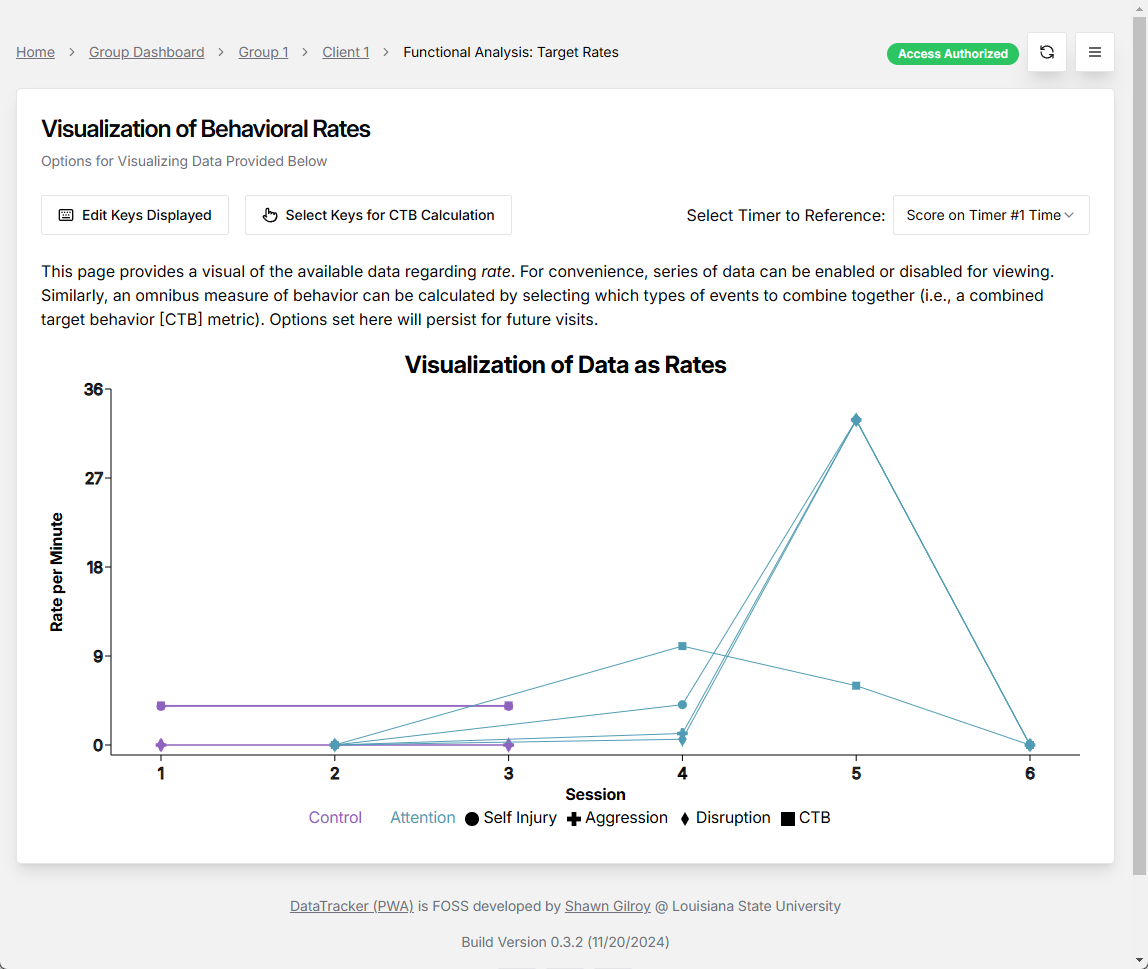 Home > Group Dashboard > Group 1 > Client 1 > Functional Analysis: Target Rates
Access Authorized
Visualization of Behavioral Rates
Options for Visualizing Data Provided Below
Edit Keys Displayed
Select Keys for CTB Calculation
Select Timer to Reference:
Score on Timer #1 Time
This page provides a visual of the available data regarding rate. For convenience, series of data can be enabled or disabled for viewing.
Similarly, an omnibus measure of behavior can be calculated by selecting which types of events to combine together (i.e., a combined
target behavior [CTB] metric). Options set here will persist for future visits.
Visualization of Data as Rates
36
27
18
9
0
Rate per Minute
1 2 3 4 5 6
Session
Control Attention Self Injury Aggression Disruption CTB
DataTracker (PWA) is FOSS developed by Shawn Gilroy @ Louisiana State University
Build Version 0.3.2 (11/20/2024)